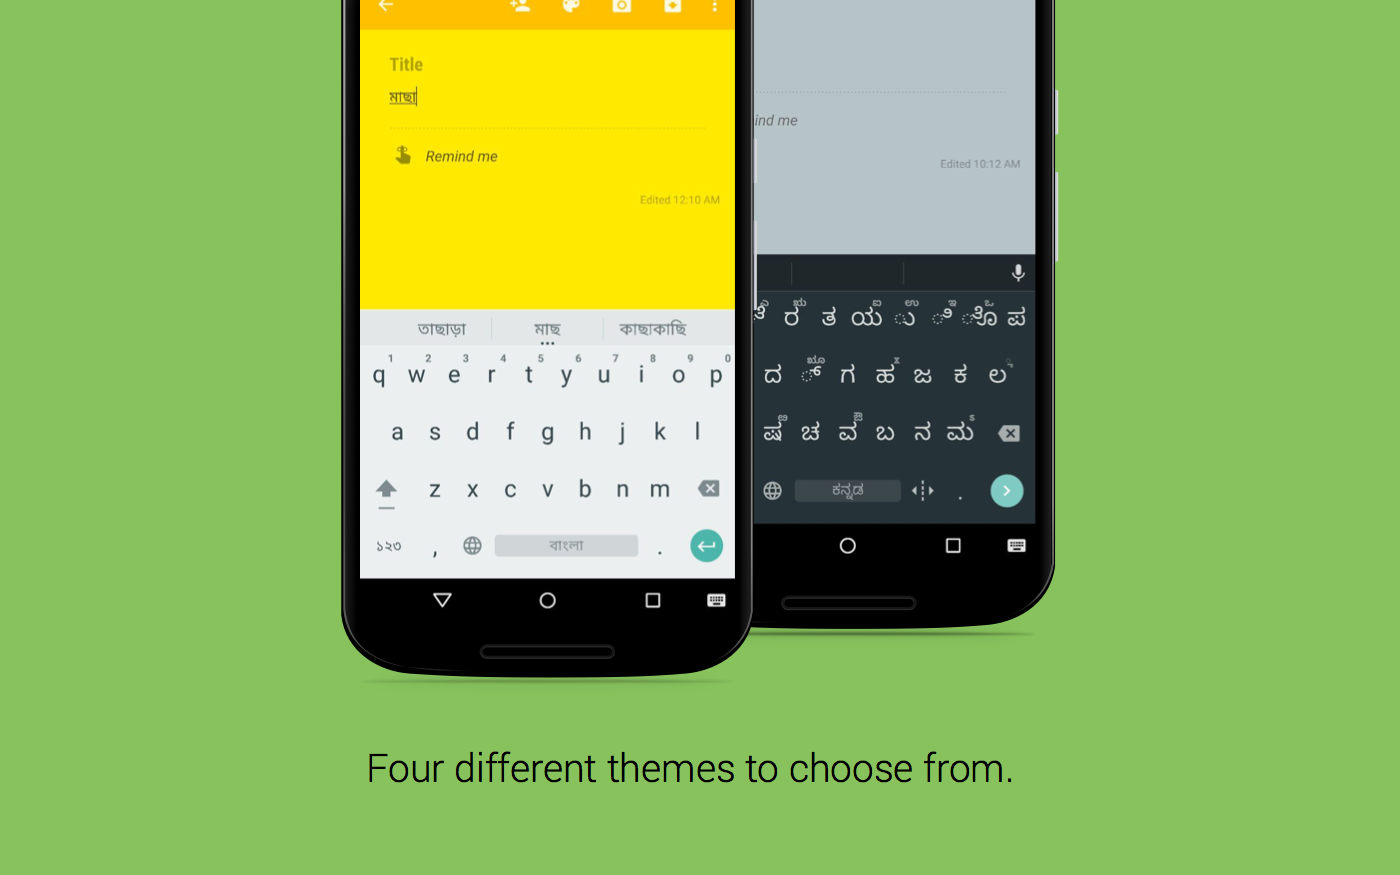 Title
মাছা
Remind me
Edited 12:10 AM
তাছাড়া মাছ কাছাকাছি
1 2 3 4 5 6 7 8 9 0
q w e r t y u i o p
a s d f g h j k l
z x c v b n m
১২৩ , বাংলা .
ind me
Edited 10:12 AM
ರ ತ ಯ ು ಿ ೊ ಪ
ದ ್ ಗ ಹ ಜ ಕ ಲ
ಷ ಚ ವ ಬ ನ ಮ
ಕನ್ನಡ .
Four different themes to choose from.